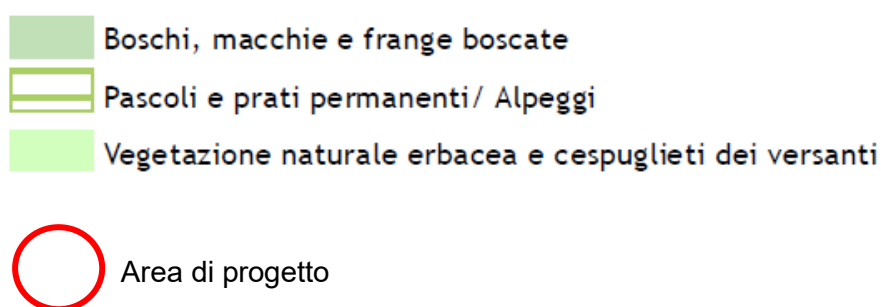 Boschi, macchie e frange boscate
Pascoli e prati permanenti/ Alpeggi
Vegetazione naturale erbacea e cespuglieti dei versanti
Area di progetto